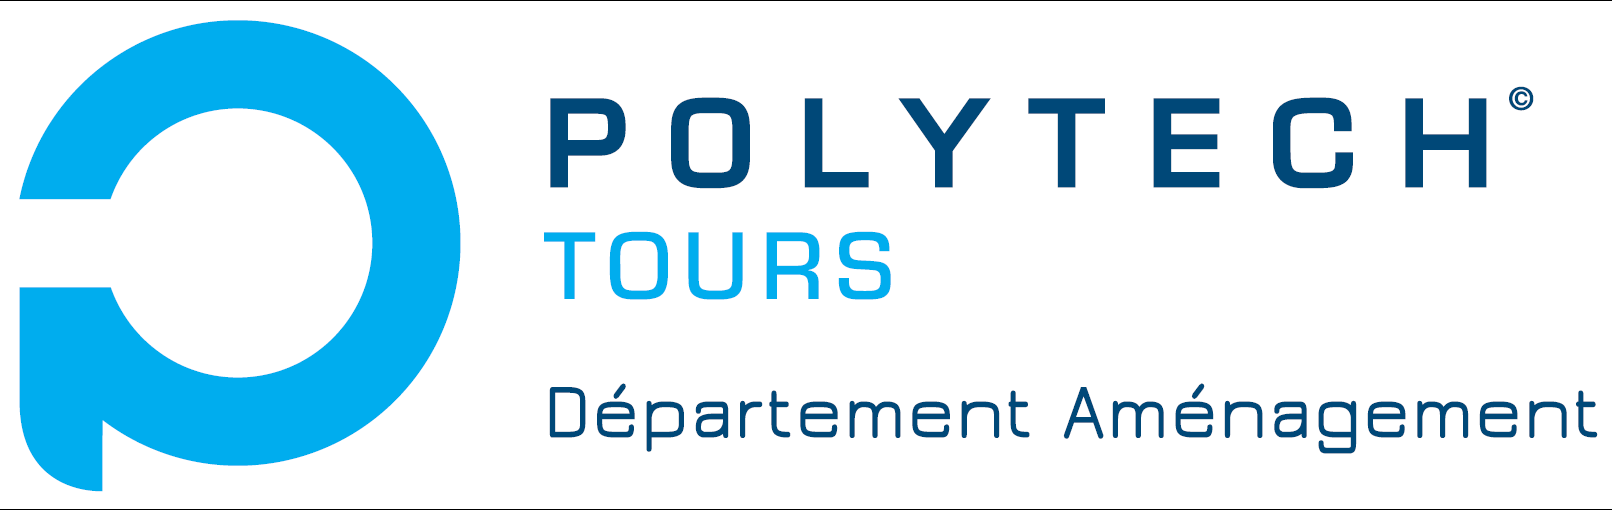 POLYTECH©
TOURS
Département Aménagement